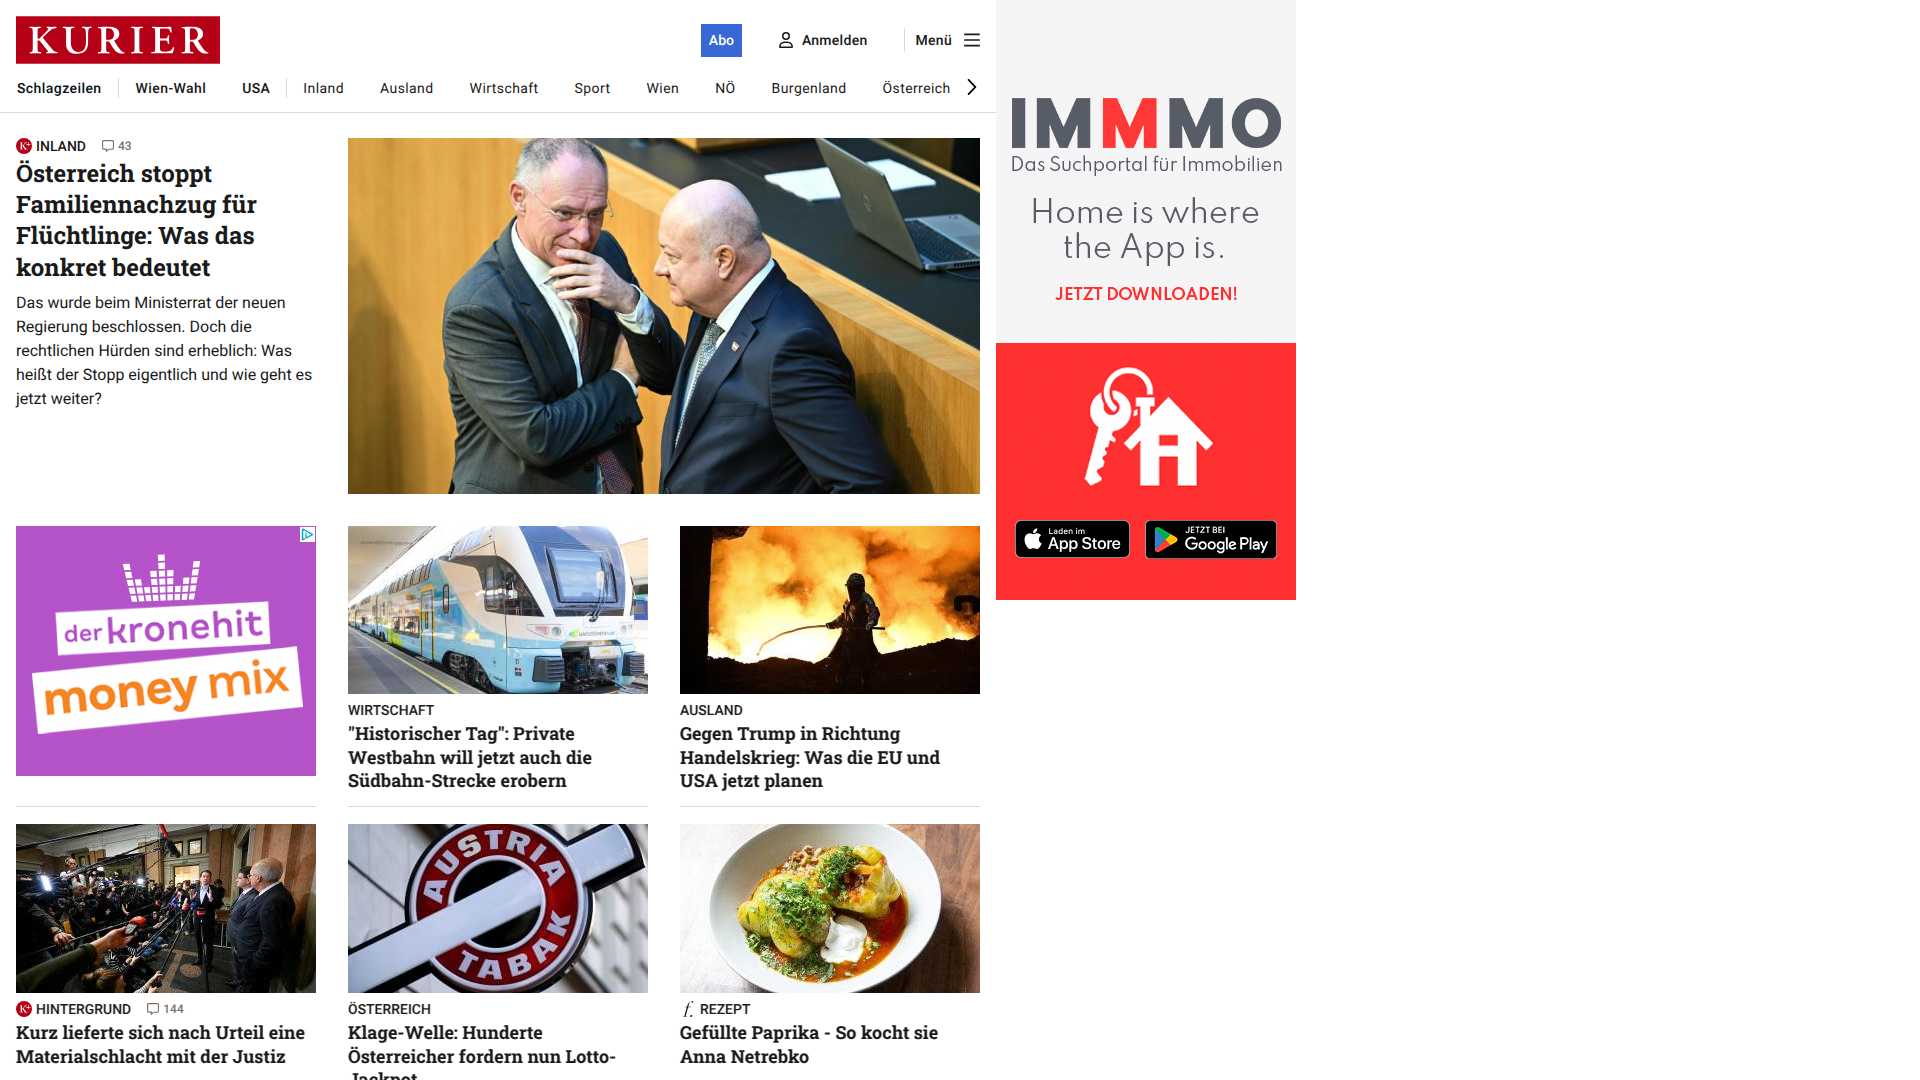 KURIER
Abo
Anmelden
Menü
Schlagzeilen
Wien-Wahl
USA
Inland
Ausland
Wirtschaft
Sport
Wien
NÖ
Burgenland
Österreich
K+ INLAND 43
Österreich stoppt
Familiennachzug für
Flüchtlinge: Was das
konkret bedeutet
Das wurde beim Ministerrat der neuen
Regierung beschlossen. Doch die
rechtlichen Hürden sind erheblich: Was
heißt der Stopp eigentlich und wie geht es
jetzt weiter?
IMMMO
Das Suchportal für Immobilien
Home is where
the App is.
JETZT DOWNLOADEN!
Laden im
App Store
JETZT BEI
Google Play
der kronehit
money mix
WIRTSCHAFT
"Historischer Tag": Private
Westbahn will jetzt auch die
Südbahn-Strecke erobern
AUSLAND
Gegen Trump in Richtung
Handelskrieg: Was die EU und
USA jetzt planen
K+ HINTERGRUND 144
Kurz lieferte sich nach Urteil eine
Materialschlacht mit der Justiz
AUSTRIA
TABAK
ÖSTERREICH
Klage-Welle: Hunderte
Österreicher fordern nun Lotto-
Jackpot
f. REZEPT
Gefüllte Paprika - So kocht sie
Anna Netrebko